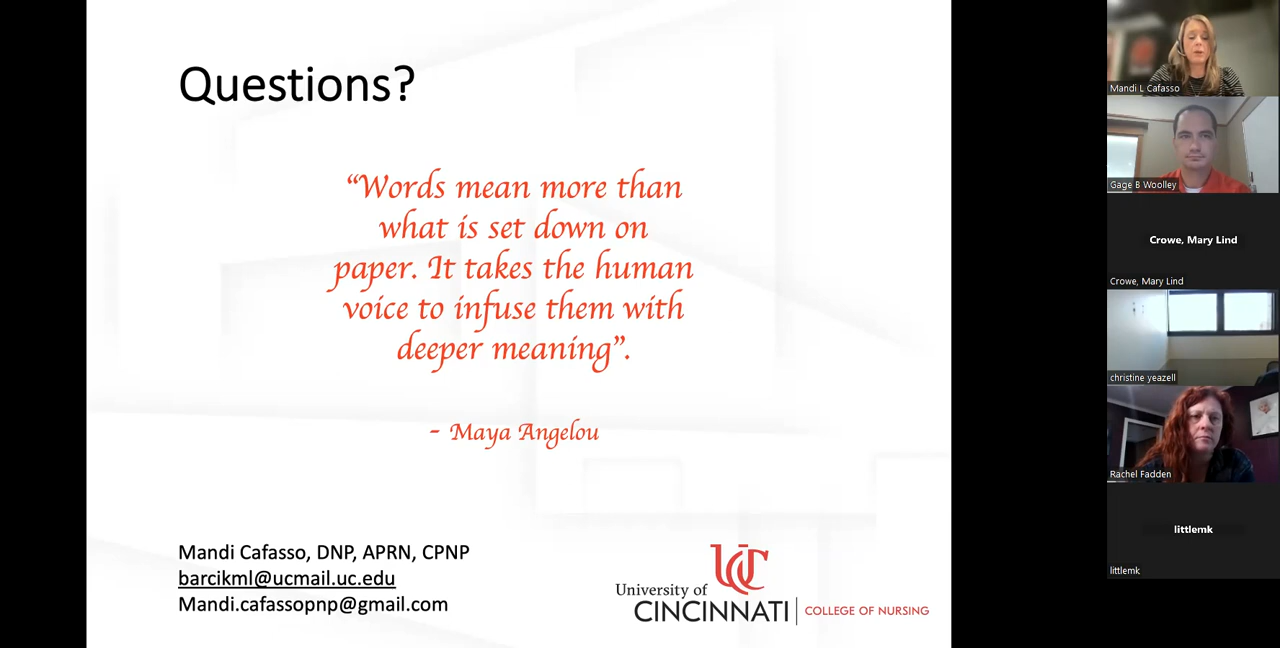 Questions?
“Words mean more than
what is set down on
paper. It takes the human
voice to infuse them with
deeper meaning”.
- Maya Angelou
Mandi Cafasso, DNP, APRN, CPNP
barcikml@ucmail.uc.edu
Mandi.cafassopnp@gmail.com
UC
University of
CINCINNATI
COLLEGE OF NURSING
Mandi L Cafasso
Gage B Woolley
Crowe, Mary Lind
Crowe, Mary Lind
christine yeazell
Rachel Fadden
littlemk
littlemk